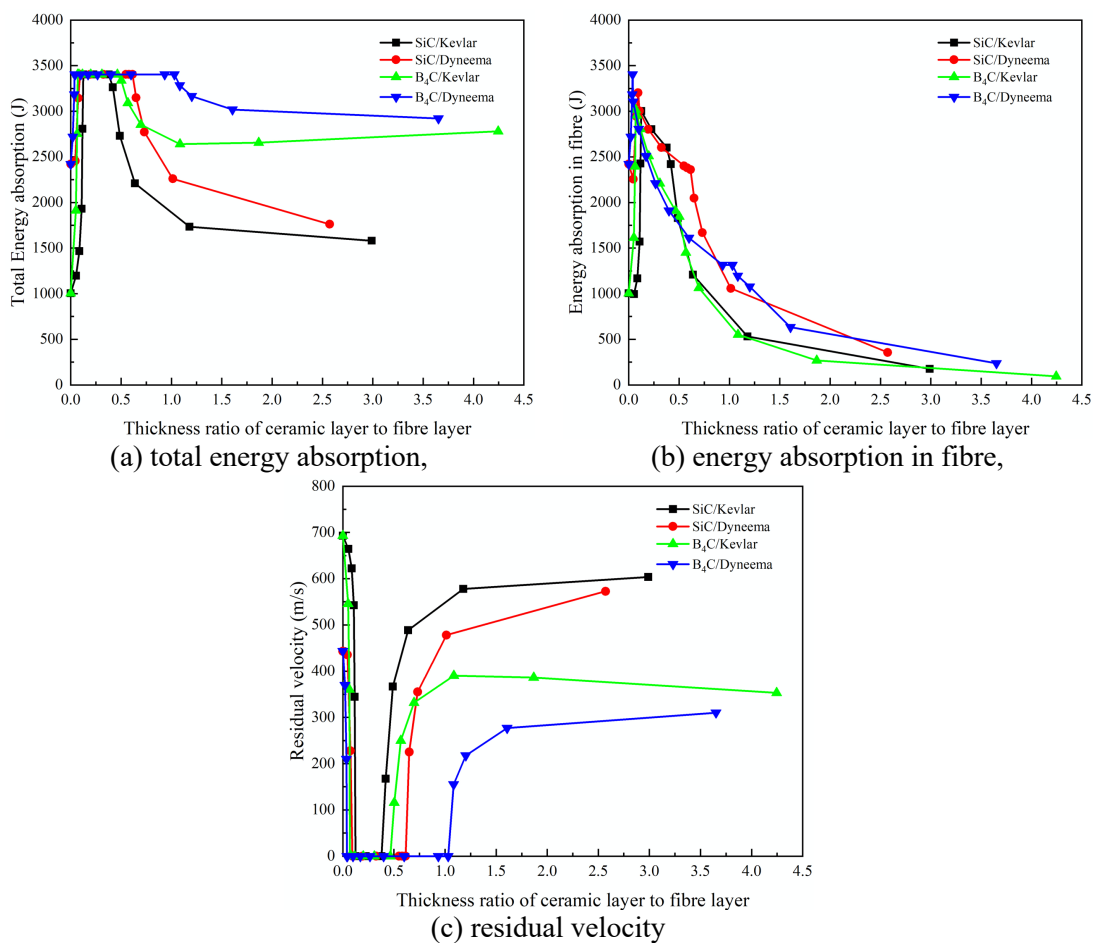 4000
3500
3000
2500
2000
1500
1000
500
0
Total Energy absorption (J)
SiC/Kevlar
SiC/Dyneema
B₄C/Kevlar
B₄C/Dyneema
0.0 0.5 1.0 1.5 2.0 2.5 3.0 3.5 4.0 4.5
Thickness ratio of ceramic layer to fibre layer
(a) total energy absorption,
4000
3500
3000
2500
2000
1500
1000
500
0
Energy absorption in fibre (J)
SiC/Kevlar
SiC/Dyneema
B₄C/Kevlar
B₄C/Dyneema
0.0 0.5 1.0 1.5 2.0 2.5 3.0 3.5 4.0 4.5
Thickness ratio of ceramic layer to fibre layer
(b) energy absorption in fibre,
800
700
600
500
400
300
200
100
0
Residual velocity (m/s)
SiC/Kevlar
SiC/Dyneema
B₄C/Kevlar
B₄C/Dyneema
0.0 0.5 1.0 1.5 2.0 2.5 3.0 3.5 4.0 4.5
Thickness ratio of ceramic layer to fibre layer
(c) residual velocity